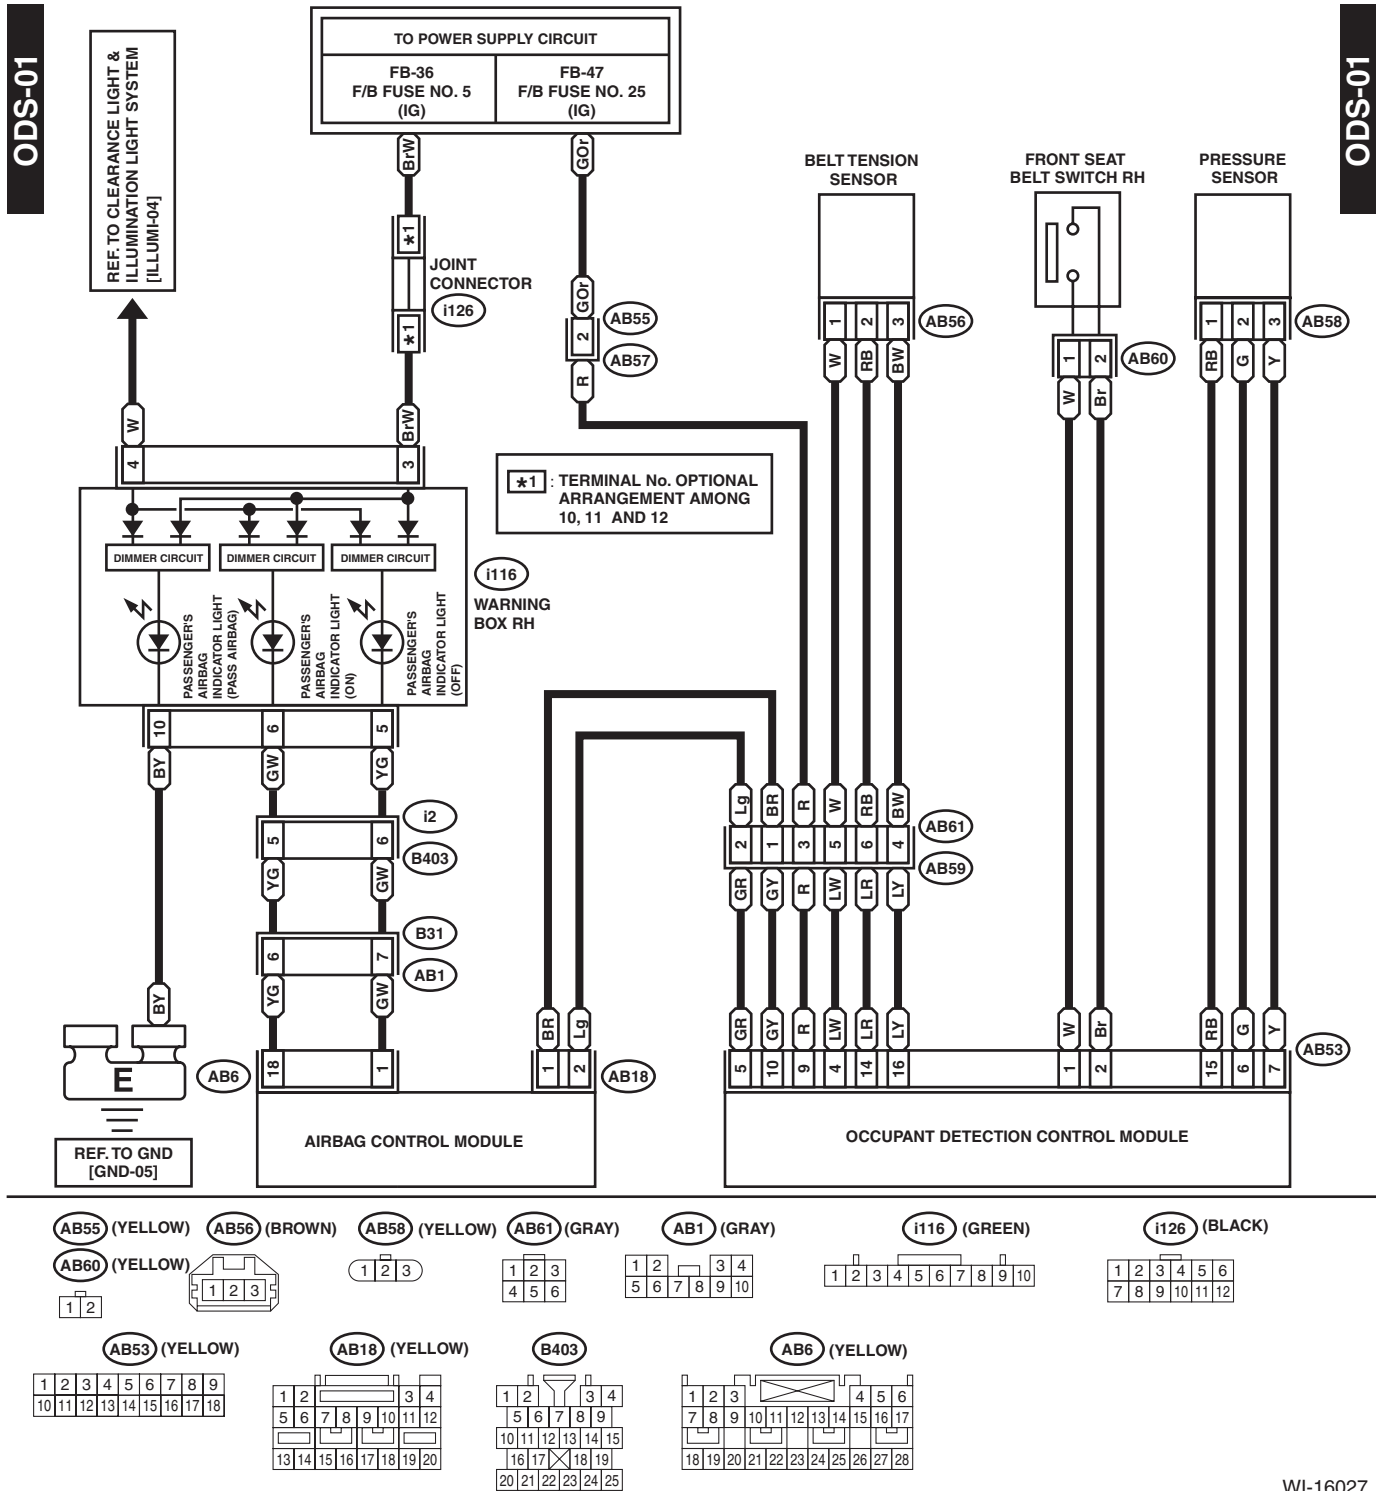 ODS-01
ODS-01
REF. TO CLEARANCE LIGHT &
ILLUMINATION LIGHT SYSTEM
[ILLUMI-04]
TO POWER SUPPLY CIRCUIT
FB-36
F/B FUSE NO. 5
(IG)
FB-47
F/B FUSE NO. 25
(IG)
BrW
GOr
*1
JOINT
CONNECTOR
i126
*1
BrW
GOr
AB55
2
AB57
R
W
4
3
BELT TENSION
SENSOR
1 2 3
AB56
W RB BW
FRONT SEAT
BELT SWITCH RH
1 2
AB60
W Br
PRESSURE
SENSOR
1 2 3
AB58
RB G Y
*1 : TERMINAL No. OPTIONAL
ARRANGEMENT AMONG
10, 11 AND 12
DIMMER CIRCUIT
DIMMER CIRCUIT
DIMMER CIRCUIT
PASSENGER'S
AIRBAG
INDICATOR LIGHT
(PASS AIRBAG)
PASSENGER'S
AIRBAG
INDICATOR LIGHT
(ON)
PASSENGER'S
AIRBAG
INDICATOR LIGHT
(OFF)
i116
WARNING
BOX RH
10 6 5
BY GW YG
i2
5 6
B403
YG GW
B31
6 7
AB1
YG GW
BY
E
REF. TO GND
[GND-05]
AB6
18 1
BR Lg
1 2
AB18
AIRBAG CONTROL MODULE
Lg BR R W RB BW
AB61
2 1 3 5 6 4
AB59
GR GY R LW LR LY
GR GY R LW LR LY W Br RB G Y
AB53
5 10 9 4 14 16 1 2 15 6 7
OCCUPANT DETECTION CONTROL MODULE
AB55 (YELLOW)
AB60 (YELLOW)
1 2
AB56 (BROWN)
1 2 3
AB58 (YELLOW)
1 2 3
AB61 (GRAY)
1 2 3
4 5 6
AB1 (GRAY)
1 2 3 4
5 6 7 8 9 10
i116 (GREEN)
1 2 3 4 5 6 7 8 9 10
i126 (BLACK)
1 2 3 4 5 6
7 8 9 10 11 12
AB53 (YELLOW)
1 2 3 4 5 6 7 8 9
10 11 12 13 14 15 16 17 18
AB18 (YELLOW)
1 2 3 4
5 6 7 8 9 10 11 12
13 14 15 16 17 18 19 20
B403
1 2 3 4
5 6 7 8 9
10 11 12 13 14 15
16 17 18 19
20 21 22 23 24 25
AB6 (YELLOW)
1 2 3 4 5 6
7 8 9 10 11 12 13 14 15 16 17
18 19 20 21 22 23 24 25 26 27 28
WI-16027